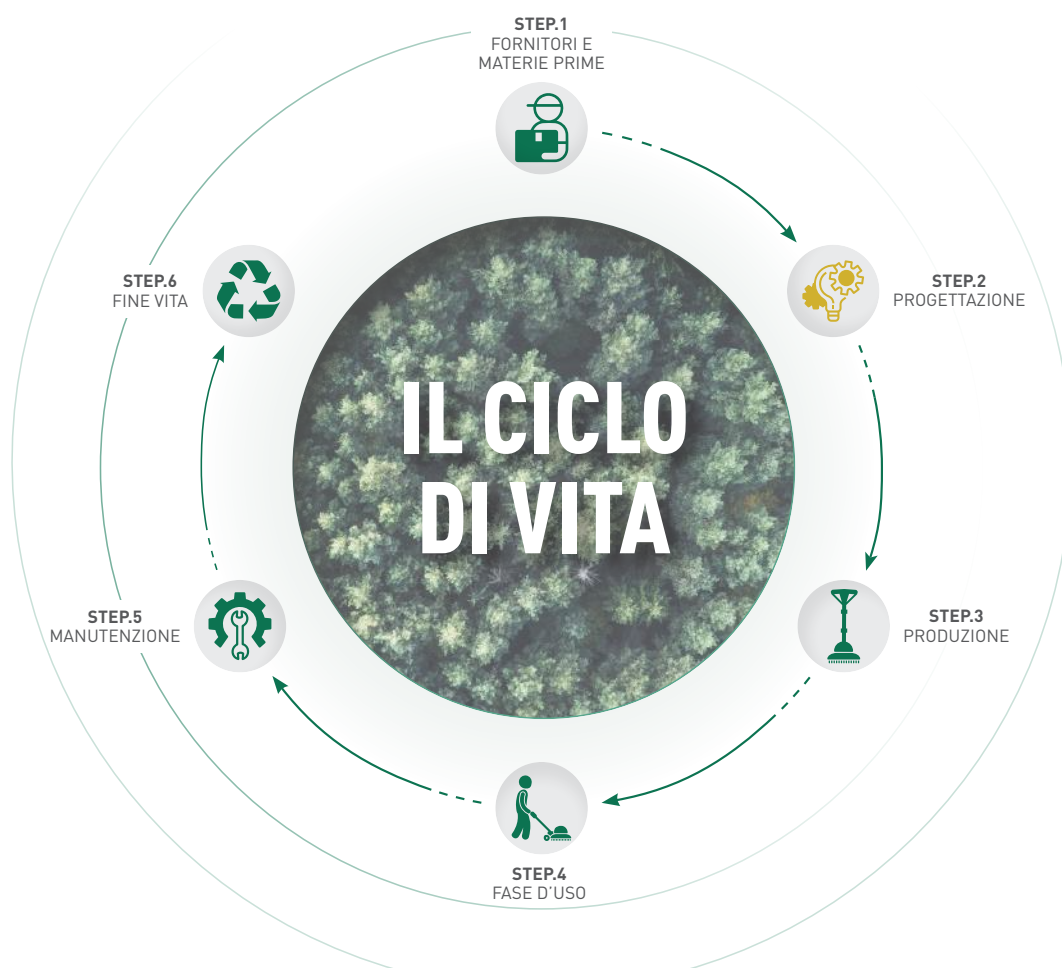 STEP.1
FORNITORI E
MATERIE PRIME
STEP.2
PROGETTAZIONE
STEP.3
PRODUZIONE
STEP.4
FASE D'USO
STEP.5
MANUTENZIONE
STEP.6
FINE VITA
IL CICLO
DI VITA